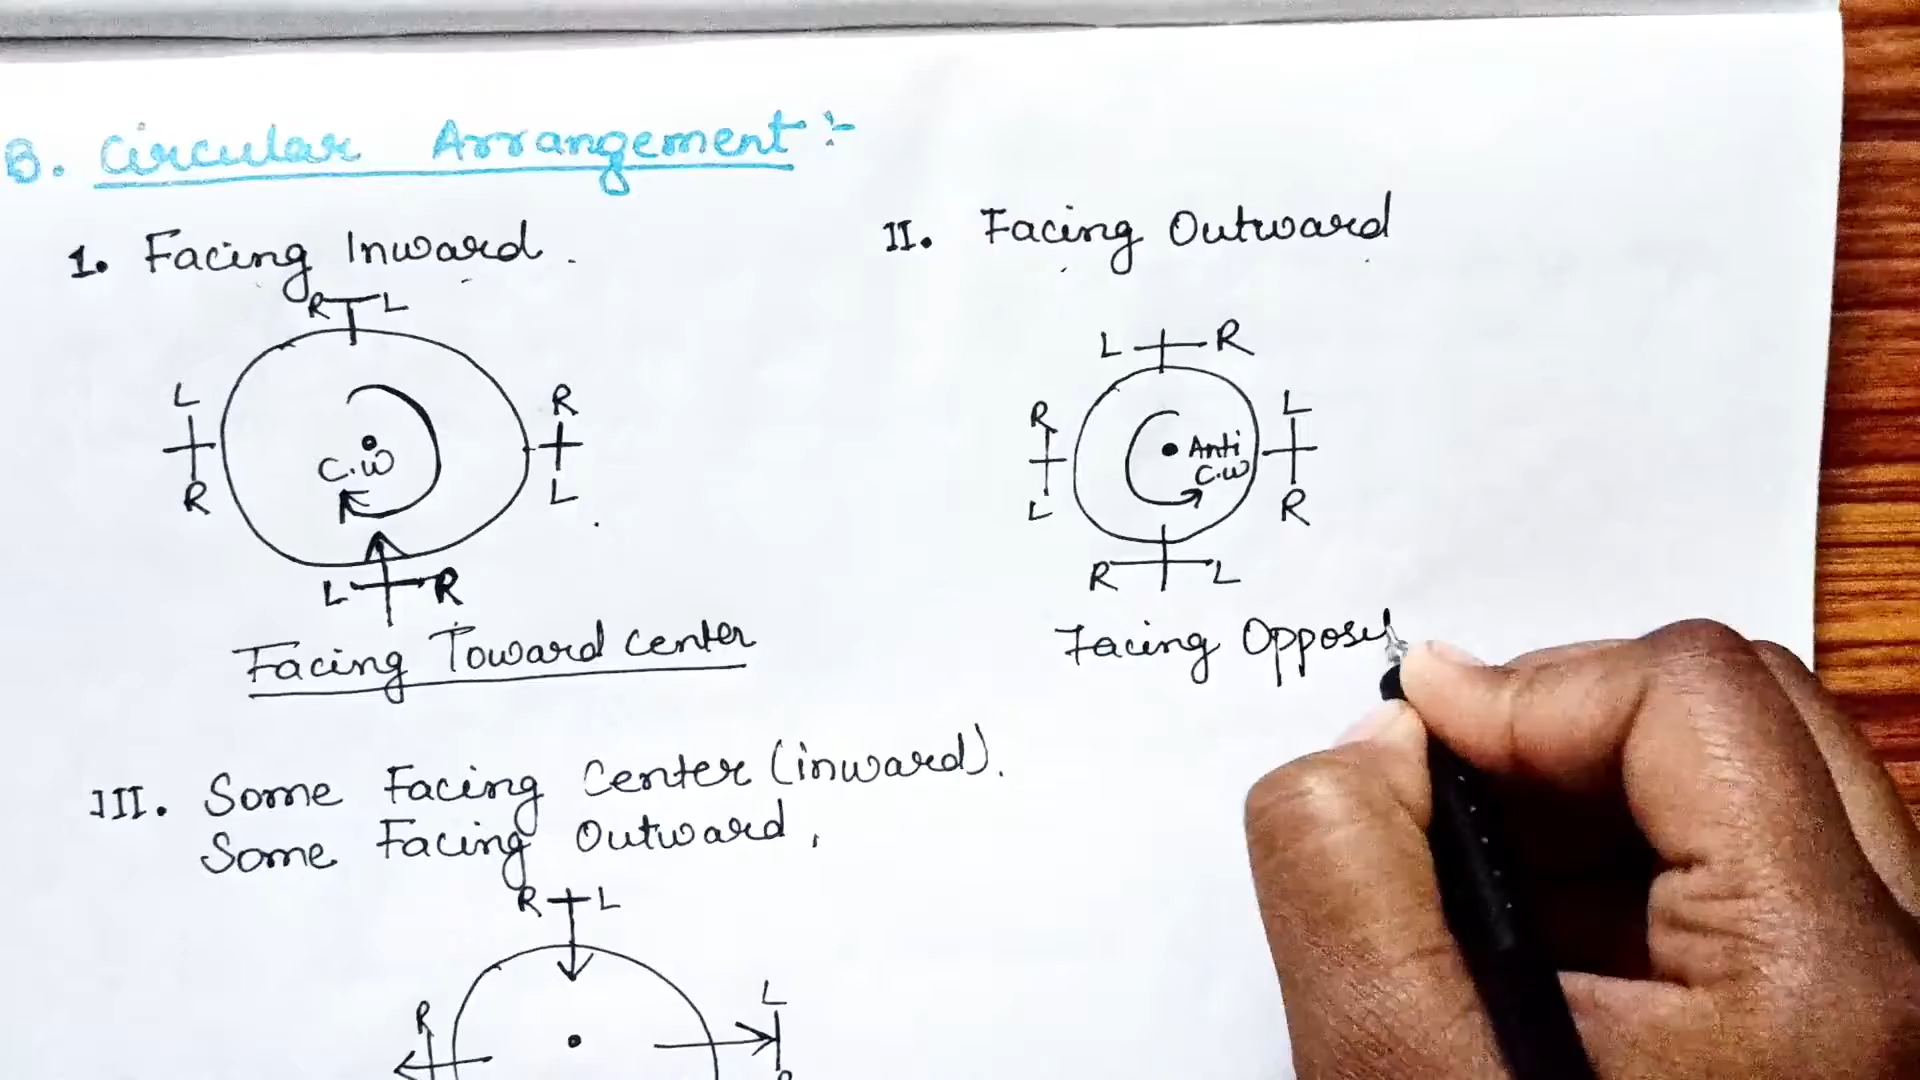 B. Circular Arrangement :-
1. Facing Inward.
R L
L
R
R
L
C.W
L R
Facing Toward center
II. Facing Outward
L R
R
L
L
R
Anti
C.W
R L
Facing
III. Some Facing Center (inward).
Some Facing Outward,
R L
R
L